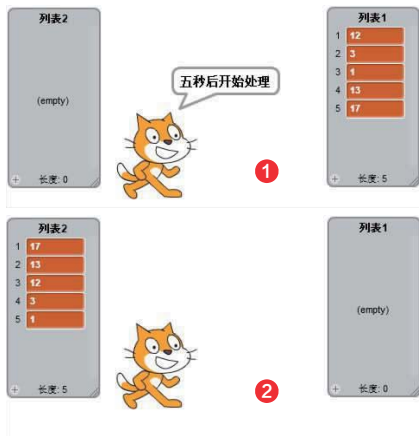 列表2
(empty)
+ 长度: 0
五秒后开始处理
列表1
1 12
2 3
3 1
4 13
5 17
+ 长度: 5
1
列表2
1 17
2 13
3 12
4 3
5 1
+ 长度: 5
列表1
(empty)
+ 长度: 0
2